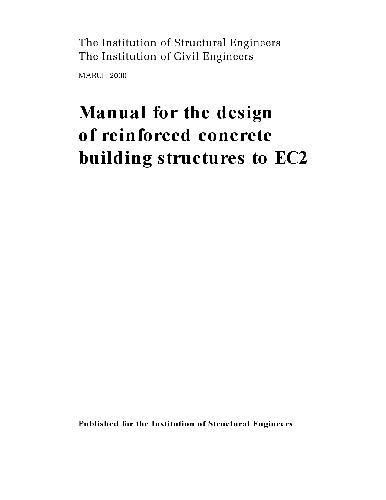 The Institution of Structural Engineers
The Institution of Civil Engineers
MARCH 2000
Manual for the design
of reinforced concrete
building structures to EC2
Published for the Institution of Structural Engineers